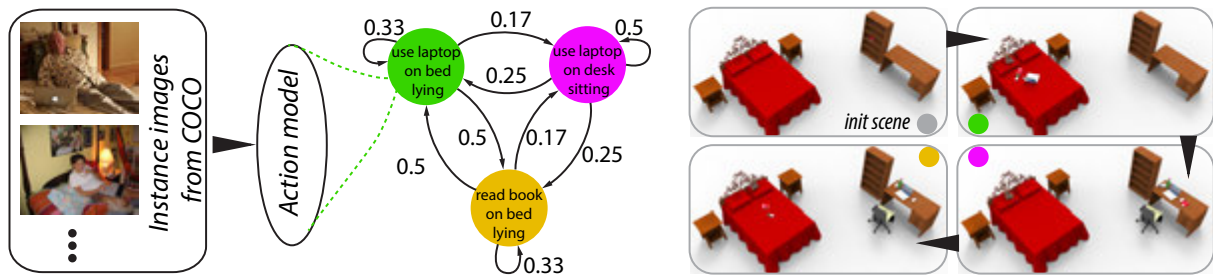 Instance images
from COCO
Action model
0.33
0.17
0.5
use laptop
on bed
lying
use laptop
on desk
sitting
0.25
0.5
0.17
0.25
0.5
read book
on bed
lying
0.33
init scene